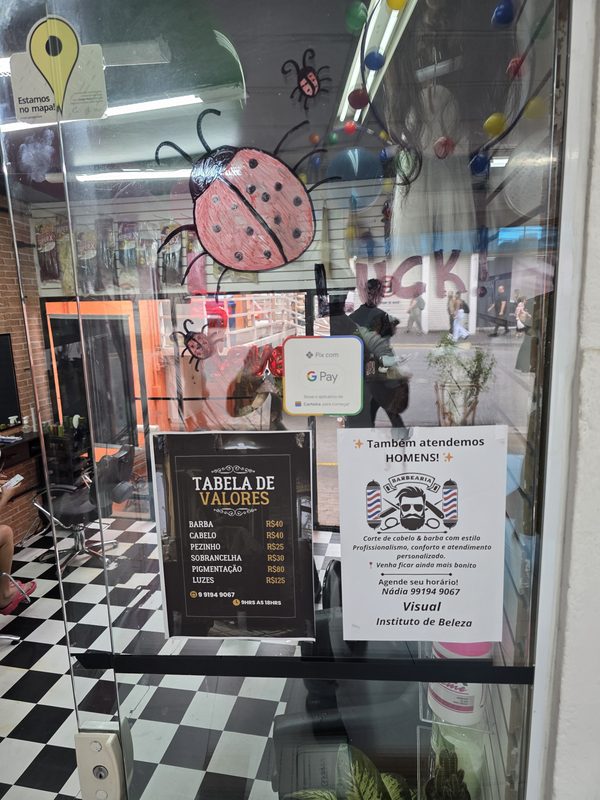 Estamos
no mapa!
UCK!
Pix com
G Pay
Carteira para começar!
TABELA DE
VALORES
BARBA R$40
CABELO R$40
PEZINHO R$25
SOBRANCELHA R$30
PIGMENTAÇÃO R$80
LUZES R$125
9 9194 9067
9HRS AS 18HRS
✨ Também atendemos
HOMENS! ✨
BARBEARIA
Corte de cabelo & barba com estilo
Profissionalismo, conforto e atendimento
personalizado.
📍 Venha ficar ainda mais bonito
Agende seu horário!
Nádia 99194 9067
Visual
Instituto de Beleza